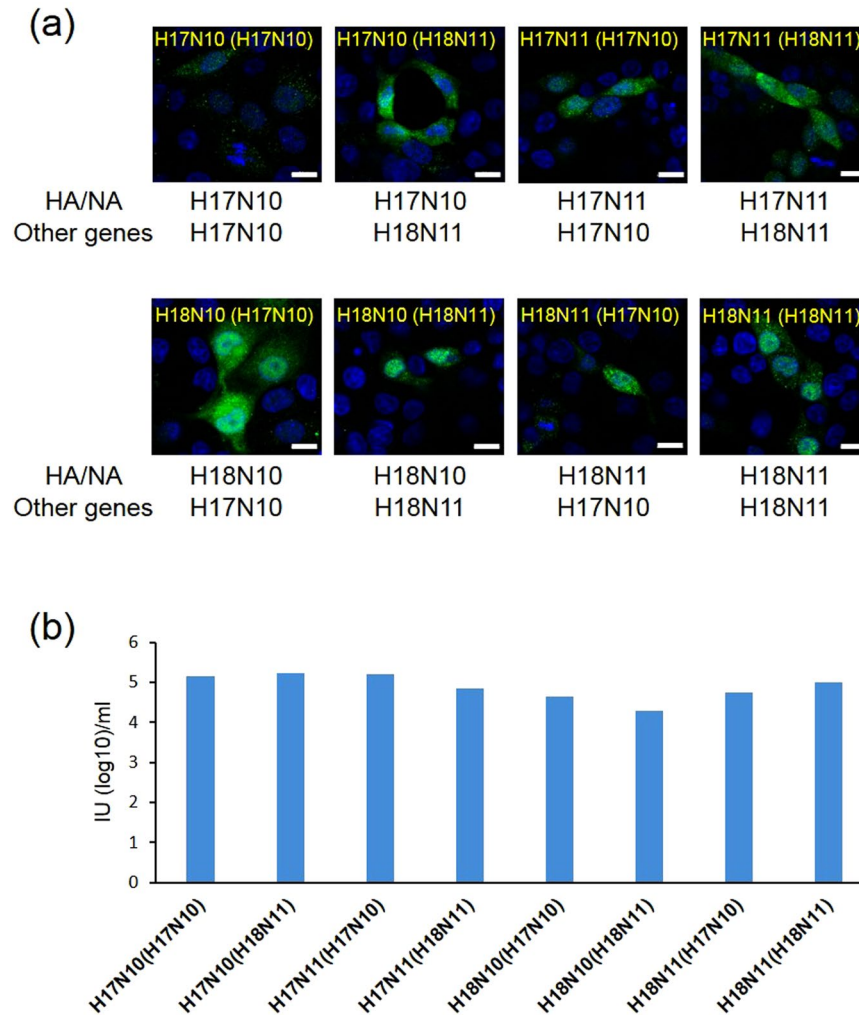 (a)
H17N10 (H17N10) H17N10 (H18N11) H17N11 (H17N10) H17N11 (H18N11)
HA/NA H17N10 H17N10 H17N11 H17N11
Other genes H17N10 H18N11 H17N10 H18N11
H18N10 (H17N10) H18N10 (H18N11) H18N11 (H17N10) H18N11 (H18N11)
HA/NA H18N10 H18N10 H18N11 H18N11
Other genes H17N10 H18N11 H17N10 H18N11
(b)
6
5
4
3
2
1
0
IU (log10)/ml
H17N10(H17N10)
H17N10(H18N11)
H17N11(H17N10)
H17N11(H18N11)
H18N10(H17N10)
H18N10(H18N11)
H18N11(H17N10)
H18N11(H18N11)